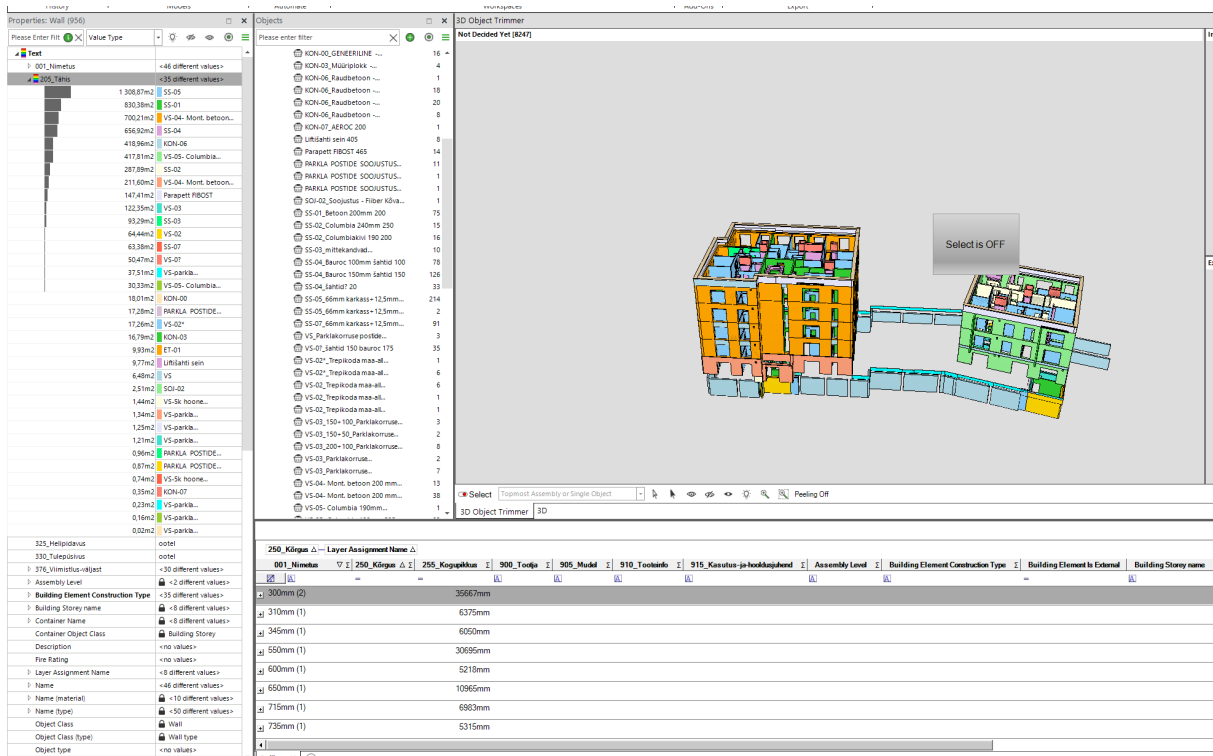 History Models Automate Workspaces Add-Ons Export
Properties: Wall (956)
Please Enter Filt Value Type
Text
001_Nimetus <46 different values>
205_Tähis <35 different values>
1 308,87m2 SS-05
830,38m2 SS-01
700,21m2 VS-04- Mont. betoon...
656,92m2 SS-04
418,96m2 KON-06
417,81m2 VS-05- Columbia...
287,89m2 SS-02
211,60m2 VS-04- Mont. betoon...
147,41m2 Parapett FIBOST
122,35m2 VS-03
93,29m2 SS-03
64,44m2 VS-02
63,38m2 SS-07
50,47m2 VS-07
37,51m2 VS-parkla...
30,33m2 VS-05- Columbia...
18,01m2 KON-00
17,28m2 PARKLA POSTIDE...
17,26m2 VS-02*
16,79m2 KON-03
9,93m2 ET-01
9,77m2 Liftišahti sein
6,48m2 VS
2,51m2 SOI-02
1,44m2 VS-Sk hoone...
1,34m2 VS-parkla...
1,25m2 VS-parkla...
1,21m2 VS-parkla...
0,96m2 PARKLA POSTIDE...
0,87m2 PARKLA POSTIDE...
0,74m2 VS-Sk hoone...
0,35m2 KON-07
0,23m2 VS-parkla...
0,16m2 VS-parkla...
0,02m2 VS-parkla...
325_Helipidavus ootel
330_Tulepüsivus ootel
376_Viimistlus-väljast <30 different values>
Assembly Level <2 different values>
Building Element Construction Type <35 different values>
Building Storey name <8 different values>
Container Name <8 different values>
Container Object Class Building Storey
Description <no values>
Fire Rating <no values>
Layer Assignment Name <8 different values>
Name <46 different values>
Name (material) <10 different values>
Name (type) <50 different values>
Object Class Wall
Object Class (type) Wall type
Object type <no values>
Objects
Please enter filter
KON-00_GENEERILINE -... 16
KON-03_Müüriplokk -... 4
KON-06_Raudbetoon -... 1
KON-06_Raudbetoon -... 18
KON-06_Raudbetoon -... 20
KON-06_Raudbetoon -... 8
KON-07_AEROC 200 1
Liftišahti sein 405 8
Parapett FIBOST 465 14
PARKLA POSTIDE SOOJUSTUS... 11
PARKLA POSTIDE SOOJUSTUS... 1
PARKLA POSTIDE SOOJUSTUS... 1
SOJ-02_Soojustus - Fiiber Kõva... 1
SS-01_Betoon 200mm 200 75
SS-02_Columbia 240mm 250 15
SS-02_Columbiakivi 190 200 16
SS-03_mittekandvad... 10
SS-04_Bauroc 100mm šahtid 100 78
SS-04_Bauroc 150mm šahtid 150 126
SS-04_šahtid? 20 33
SS-05_66mm karkass+12,5mm... 214
SS-05_66mm karkass+12,5mm... 2
SS-07_66mm karkass+12,5mm... 91
VS_Parklakorruse postide... 3
VS-07_šahtid 150 bauroc 175 35
VS-02*_Trepikoda maa-all... 1
VS-02*_Trepikoda maa-all... 6
VS-02_Trepikoda maa-all... 6
VS-02_Trepikoda maa-all... 1
VS-02_Trepikoda maa-all... 1
VS-03_150+100_Parklakorruse... 3
VS-03_150+50_Parklakorruse... 2
VS-03_200+100_Parklakorruse... 8
VS-03_Parklakorruse... 2
VS-03_Parklakorruse... 7
VS-04- Mont. betoon 200 mm... 13
VS-04- Mont. betoon 200 mm... 38
VS-05- Columbia 190mm... 1
3D Object Trimmer
Not Decided Yet [8247]
Select is OFF
Select Topmost Assembly or Single Object Peeling Off
3D Object Trimmer 3D
250_Kõrgus Layer Assignment Name
001_Nimetus 250_Kõrgus 255_Kogupikkus 900_Tootja 905_Mudel 910_Tooteinfo 915_Kasutus-ja-hooldusjuhend Assembly Level Building Element Construction Type Building Element Is External Building Storey name
300mm (2) 35667mm
310mm (1) 6375mm
345mm (1) 6050mm
550mm (1) 30695mm
600mm (1) 5218mm
650mm (1) 10965mm
715mm (1) 6983mm
735mm (1) 5315mm